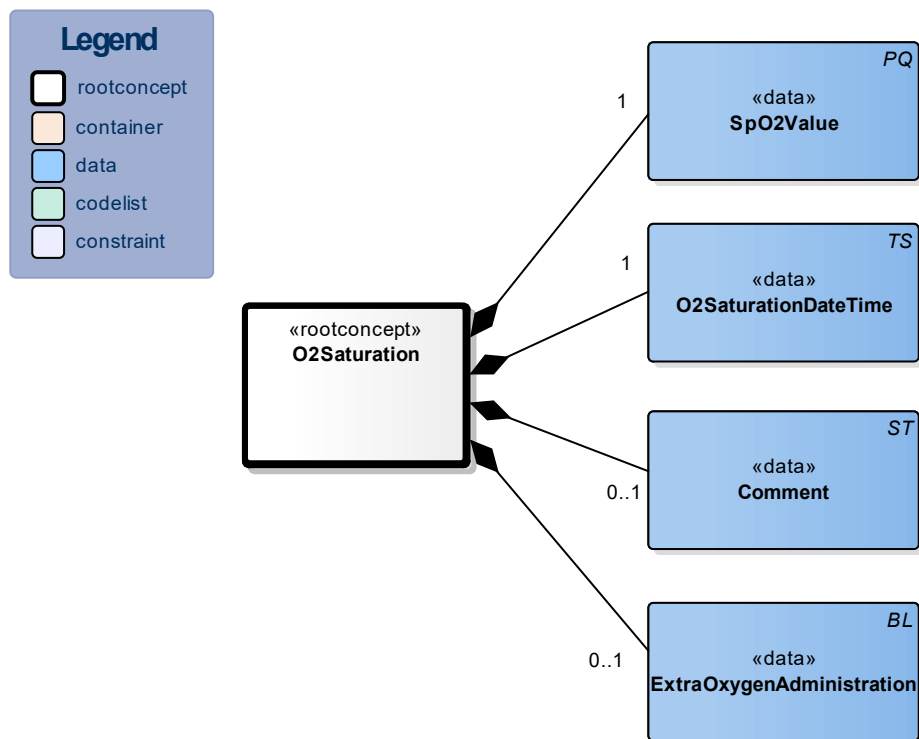 Legend
rootconcept
container
data
codelist
constraint
PQ
1
«data»
SpO2Value
TS
1
«data»
O2SaturationDateTime
«rootconcept»
O2Saturation
ST
«data»
Comment
0..1
BL
«data»
ExtraOxygenAdministration
0..1